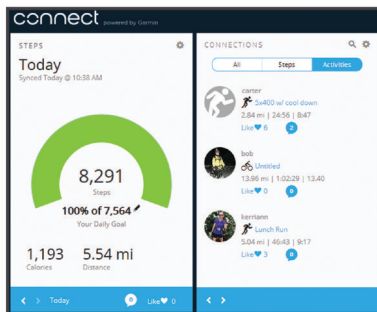 connect powered by Garmin
STEPS
Today
Synced Today @ 10:38 AM
8,291
Steps
100% of 7,564
Your Daily Goal
1,193
Calories
5.54 mi
Distance
Today
0
Like 0
CONNECTIONS
All
Steps
Activities
carter
5x400 w/ cool down
2.84 mi | 24:56 | 8:47
Like 6
2
bob
Untitled
13.96 mi | 1:02:29 | 13.40
Like 0
0
kerriann
Lunch Run
5.04 mi | 46:43 | 9:17
Like 3
0